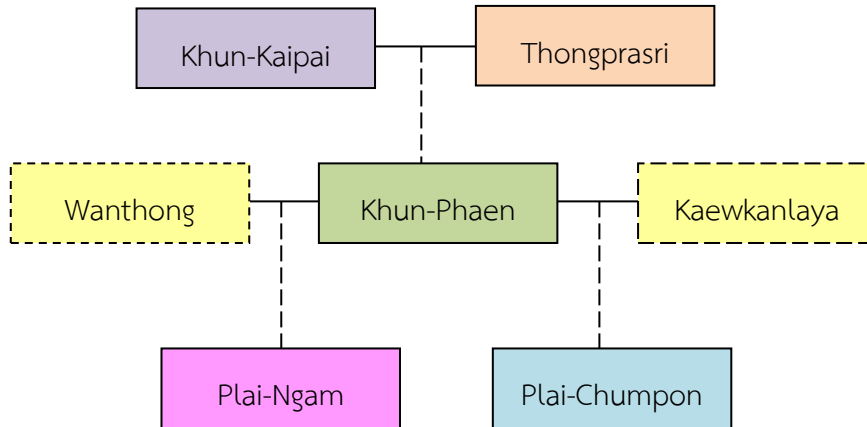 Khun-Kaipai
Thongprasri
Wanthong
Khun-Phaen
Kaewkanlaya
Plai-Ngam
Plai-Chumpon